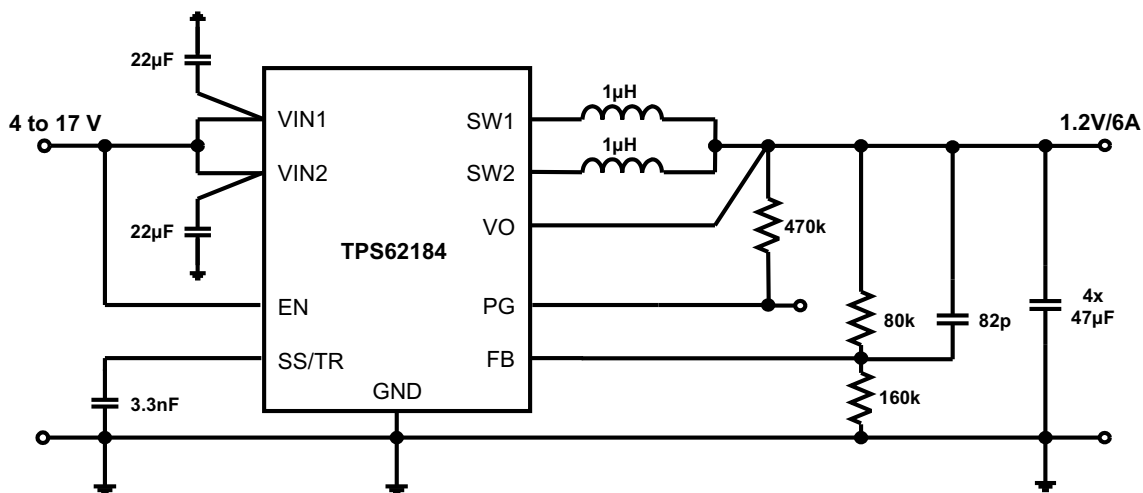 22µF
4 to 17 V
22µF
3.3nF
VIN1
VIN2
EN
SS/TR
GND
TPS62184
SW1
SW2
VO
PG
FB
1µH
1µH
470k
80k
160k
82p
4x
47µF
1.2V/6A